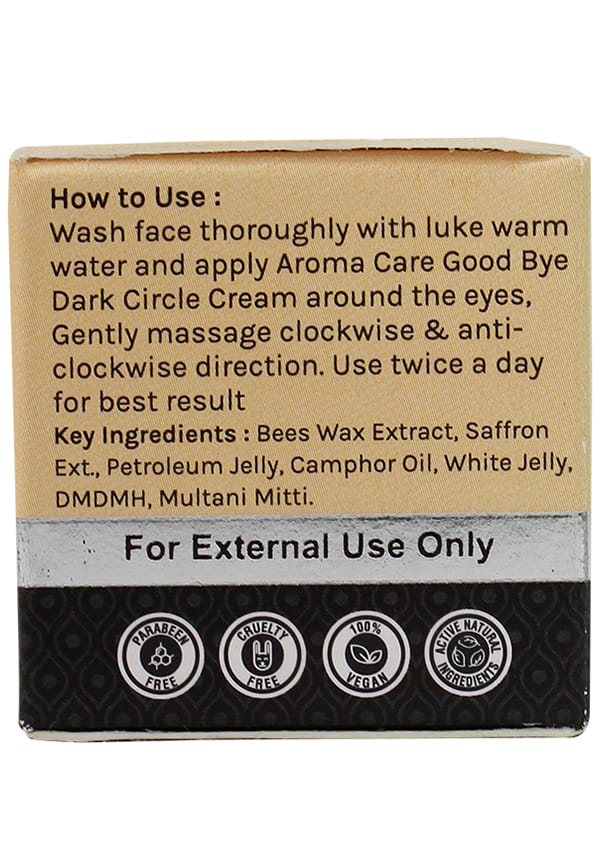 How to Use :
Wash face thoroughly with luke warm
water and apply Aroma Care Good Bye
Dark Circle Cream around the eyes,
Gently massage clockwise & anti-
clockwise direction. Use twice a day
for best result
Key Ingredients : Bees Wax Extract, Saffron
Ext., Petroleum Jelly, Camphor Oil, White Jelly,
DMDMH, Multani Mitti.
For External Use Only
PARABEEN
FREE
CRUELTY
FREE
100%
VEGAN
ACTIVE NATURAL
INGREDIENTS